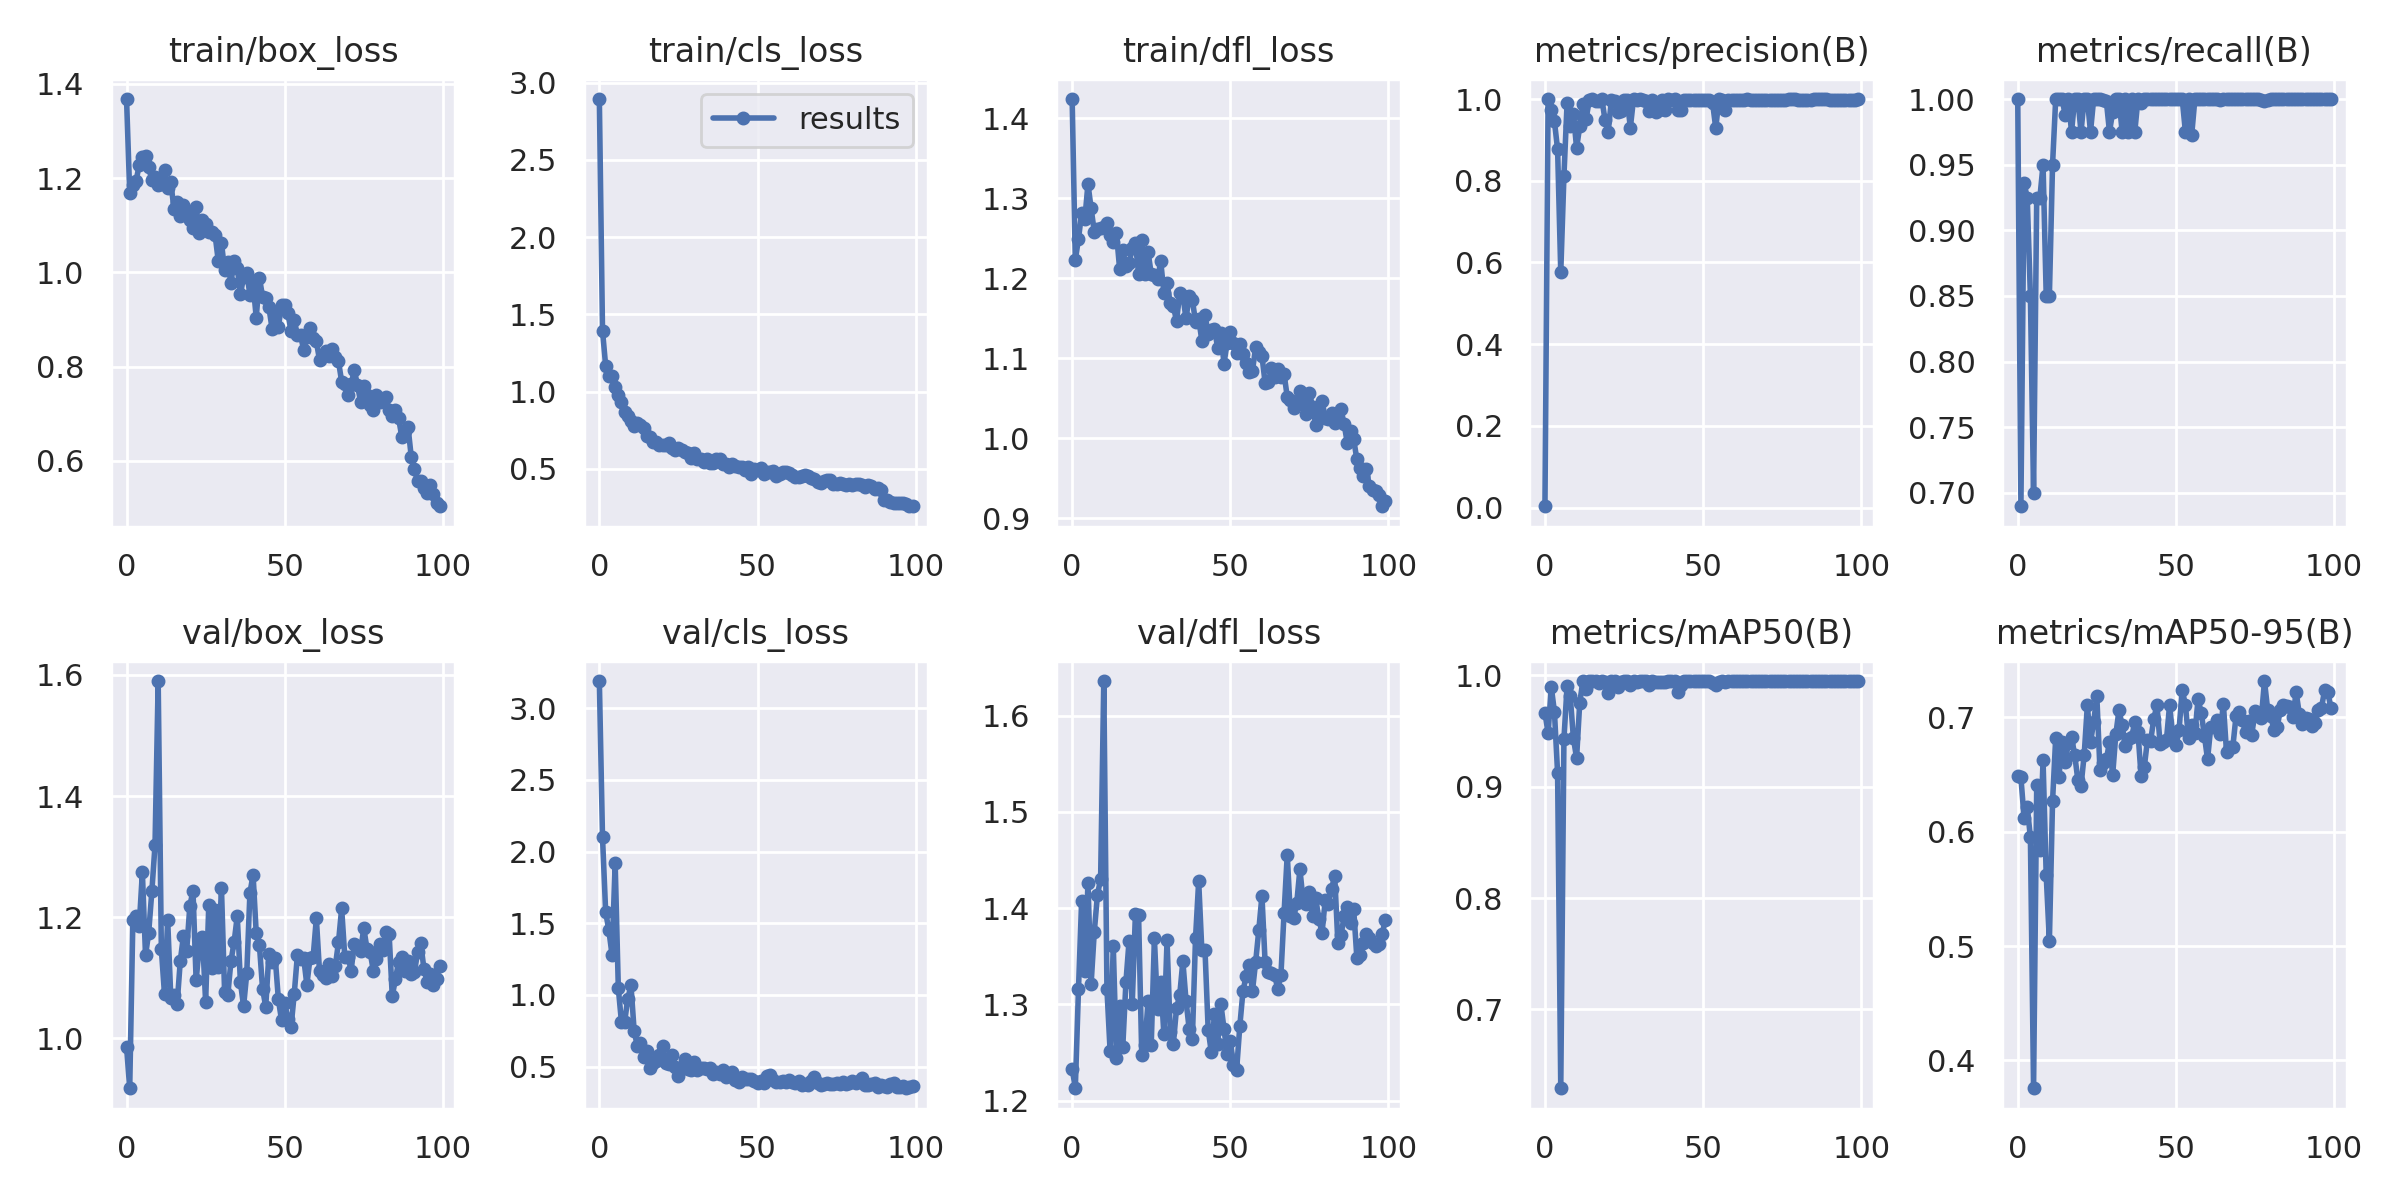 train/box_loss
1.4
1.2
1.0
0.8
0.6
0 50 100
train/cls_loss
results
3.0
2.5
2.0
1.5
1.0
0.5
0 50 100
train/dfl_loss
1.4
1.3
1.2
1.1
1.0
0.9
0 50 100
metrics/precision(B)
1.0
0.8
0.6
0.4
0.2
0.0
0 50 100
metrics/recall(B)
1.00
0.95
0.90
0.85
0.80
0.75
0.70
0 50 100
val/box_loss
1.6
1.4
1.2
1.0
0 50 100
val/cls_loss
3.0
2.5
2.0
1.5
1.0
0.5
0 50 100
val/dfl_loss
1.6
1.5
1.4
1.3
1.2
0 50 100
metrics/mAP50(B)
1.0
0.9
0.8
0.7
0 50 100
metrics/mAP50-95(B)
0.7
0.6
0.5
0.4
0 50 100